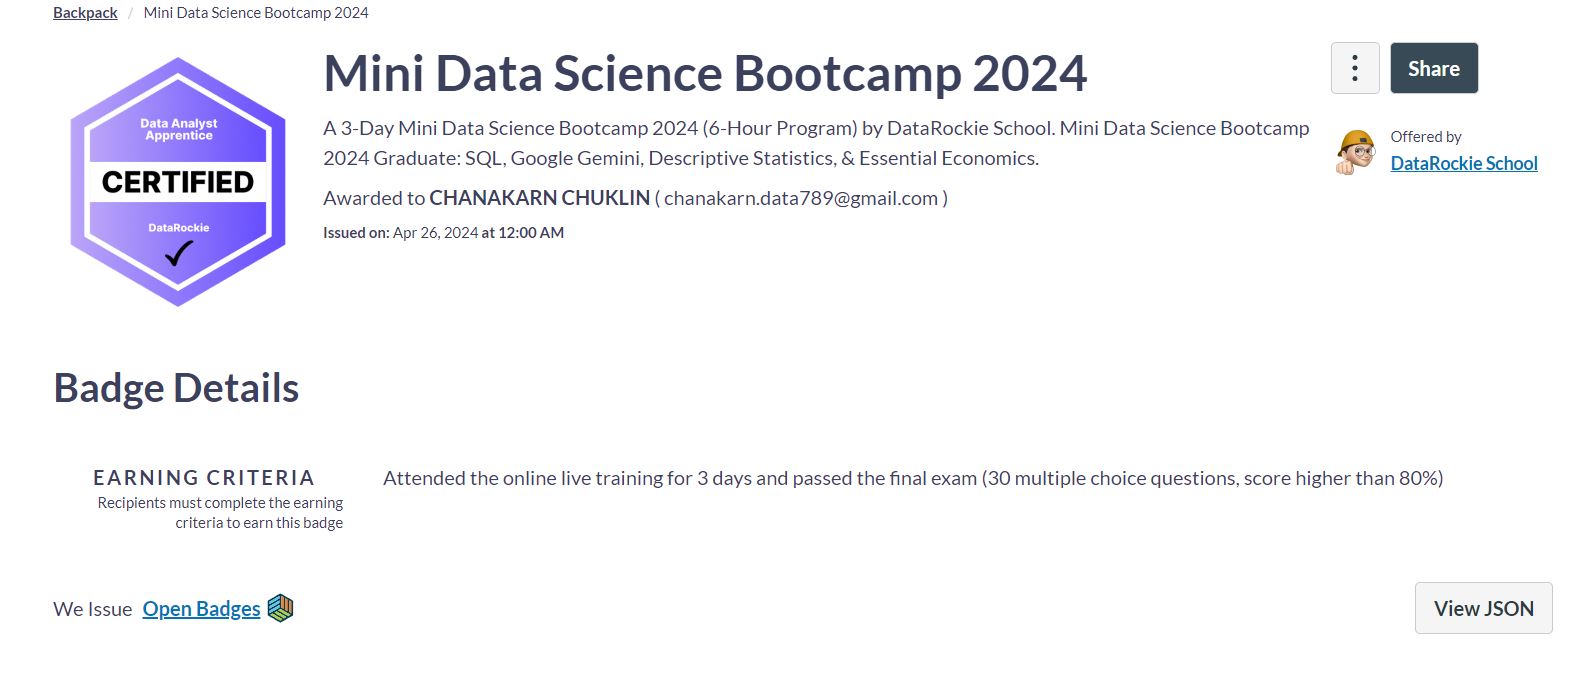 Backpack / Mini Data Science Bootcamp 2024
Data Analyst
Apprentice
CERTIFIED
DataRockie
Mini Data Science Bootcamp 2024
A 3-Day Mini Data Science Bootcamp 2024 (6-Hour Program) by DataRockie School. Mini Data Science Bootcamp
2024 Graduate: SQL, Google Gemini, Descriptive Statistics, & Essential Economics.
Awarded to CHANAKARN CHUKLIN ( chanakarn.data789@gmail.com )
Issued on: Apr 26, 2024 at 12:00 AM
Share
Offered by
DataRockie School
Badge Details
EARNING CRITERIA
Recipients must complete the earning
criteria to earn this badge
Attended the online live training for 3 days and passed the final exam (30 multiple choice questions, score higher than 80%)
We Issue Open Badges
View JSON